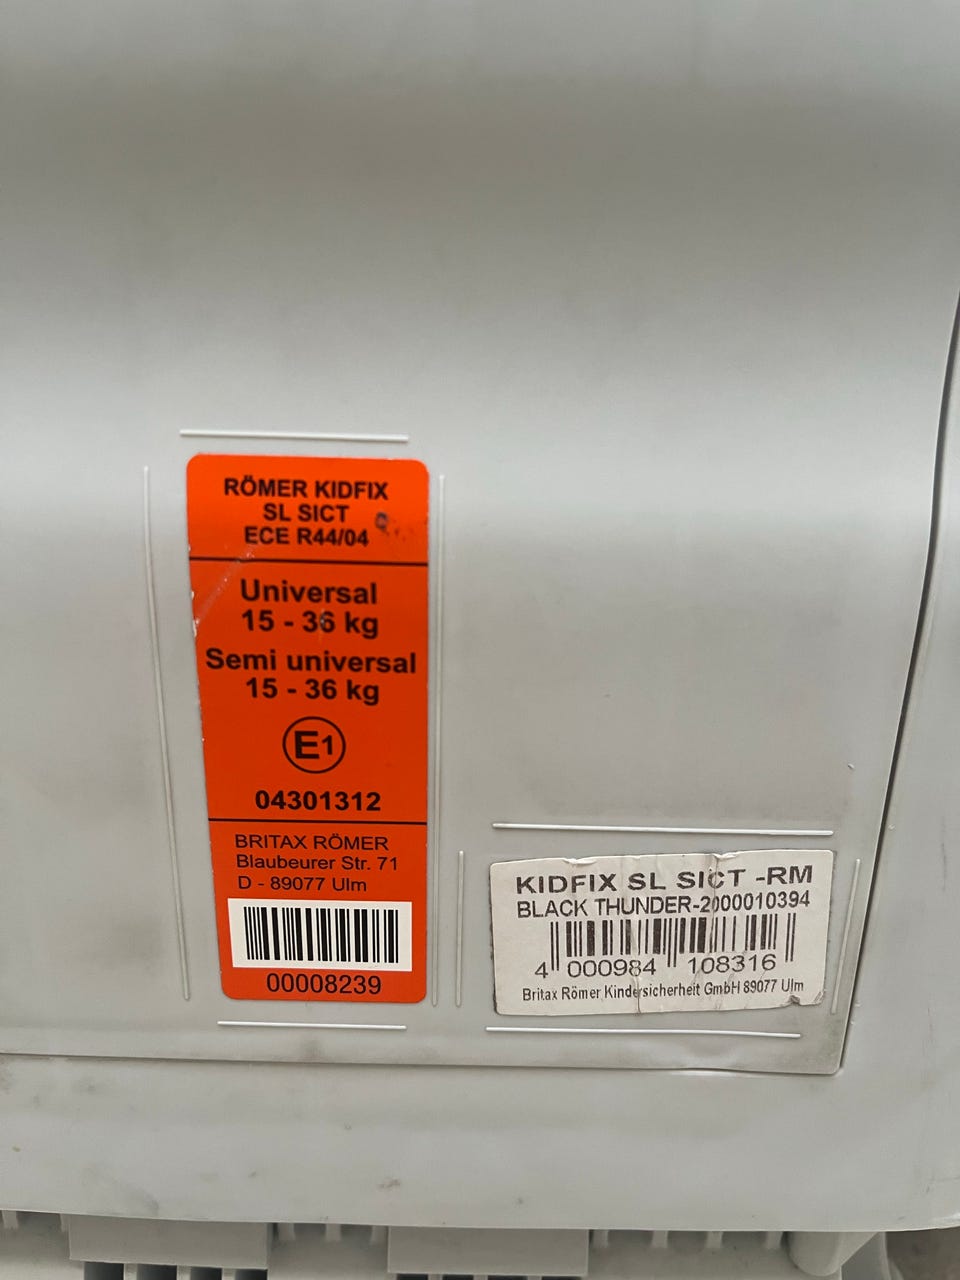 RÖMER KIDFIX
SL SICT
ECE R44/04
Universal
15 - 36 kg
Semi universal
15 - 36 kg
E1
04301312
BRITAX RÖMER
Blaubeurer Str. 71
D - 89077 Ulm
00008239
KIDFIX SL SICT -RM
BLACK THUNDER-2000010394
4 000984 108316
Britax Römer Kindersicherheit GmbH 89077 Ulm